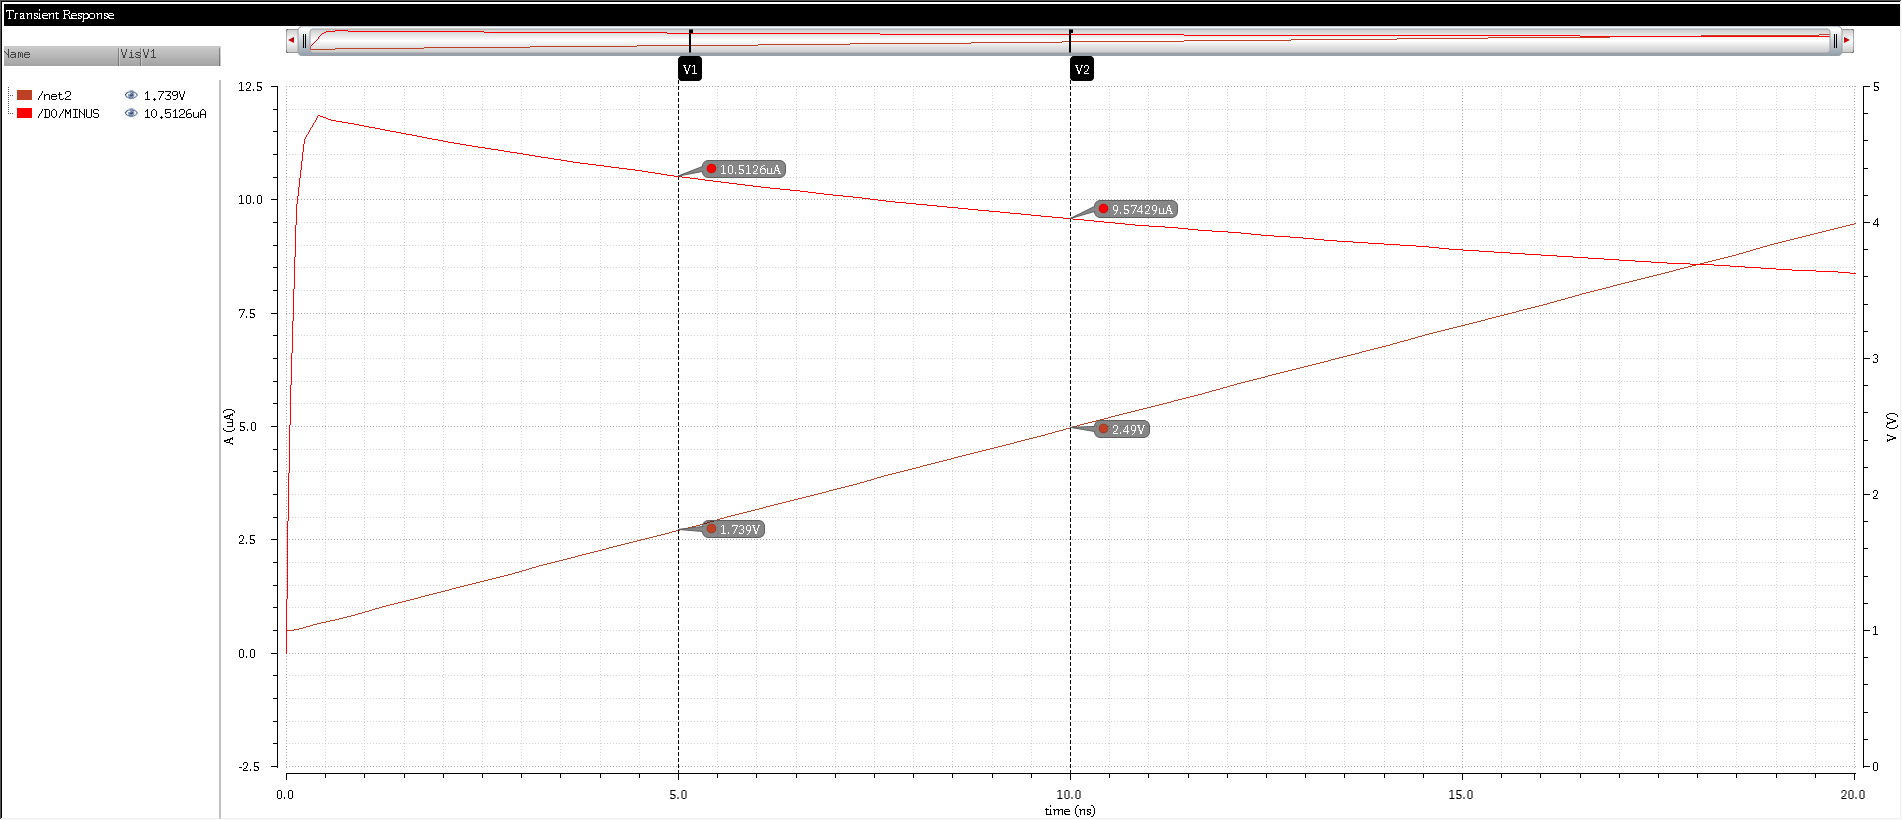 Transient Response
Name Vis V1
/net2 1.739V
/D0/MINUS 10.5126uA
V1
V2
12.5
10.0
7.5
5.0
2.5
0.0
-2.5
A (uA)
10.5126uA
9.57429uA
2.49V
1.739V
5
4
3
2
1
0
V (V)
0.0 5.0 10.0 15.0 20.0
time (ns)